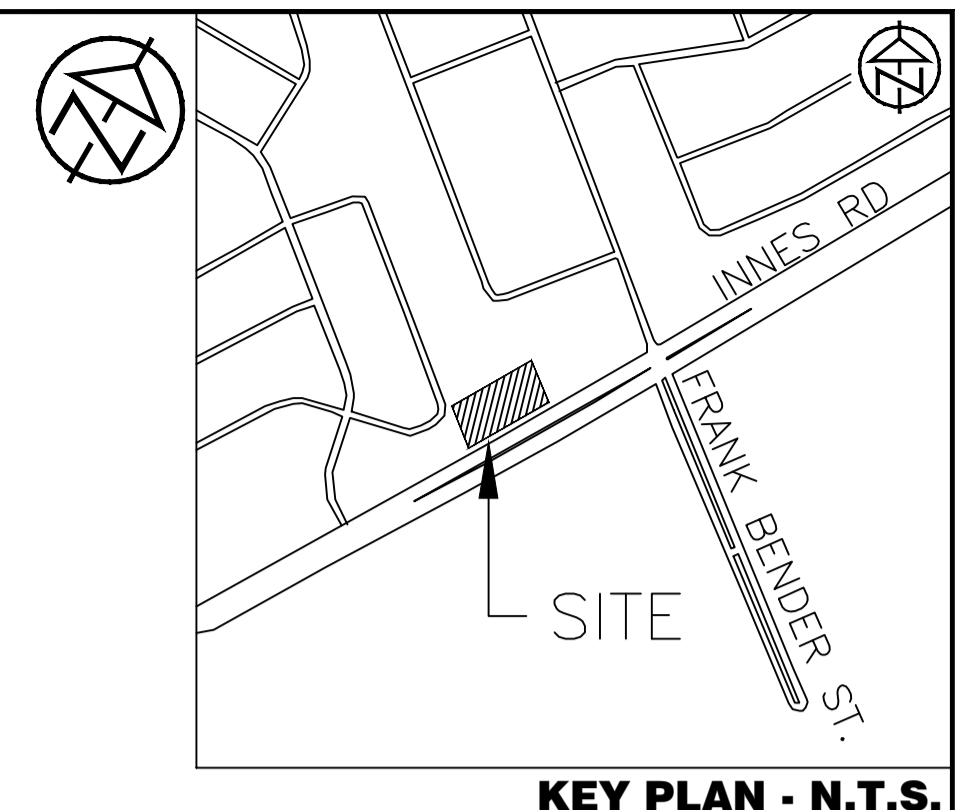 INNES RD
FRANK BENDER ST.
SITE
KEY PLAN - N.T.S.